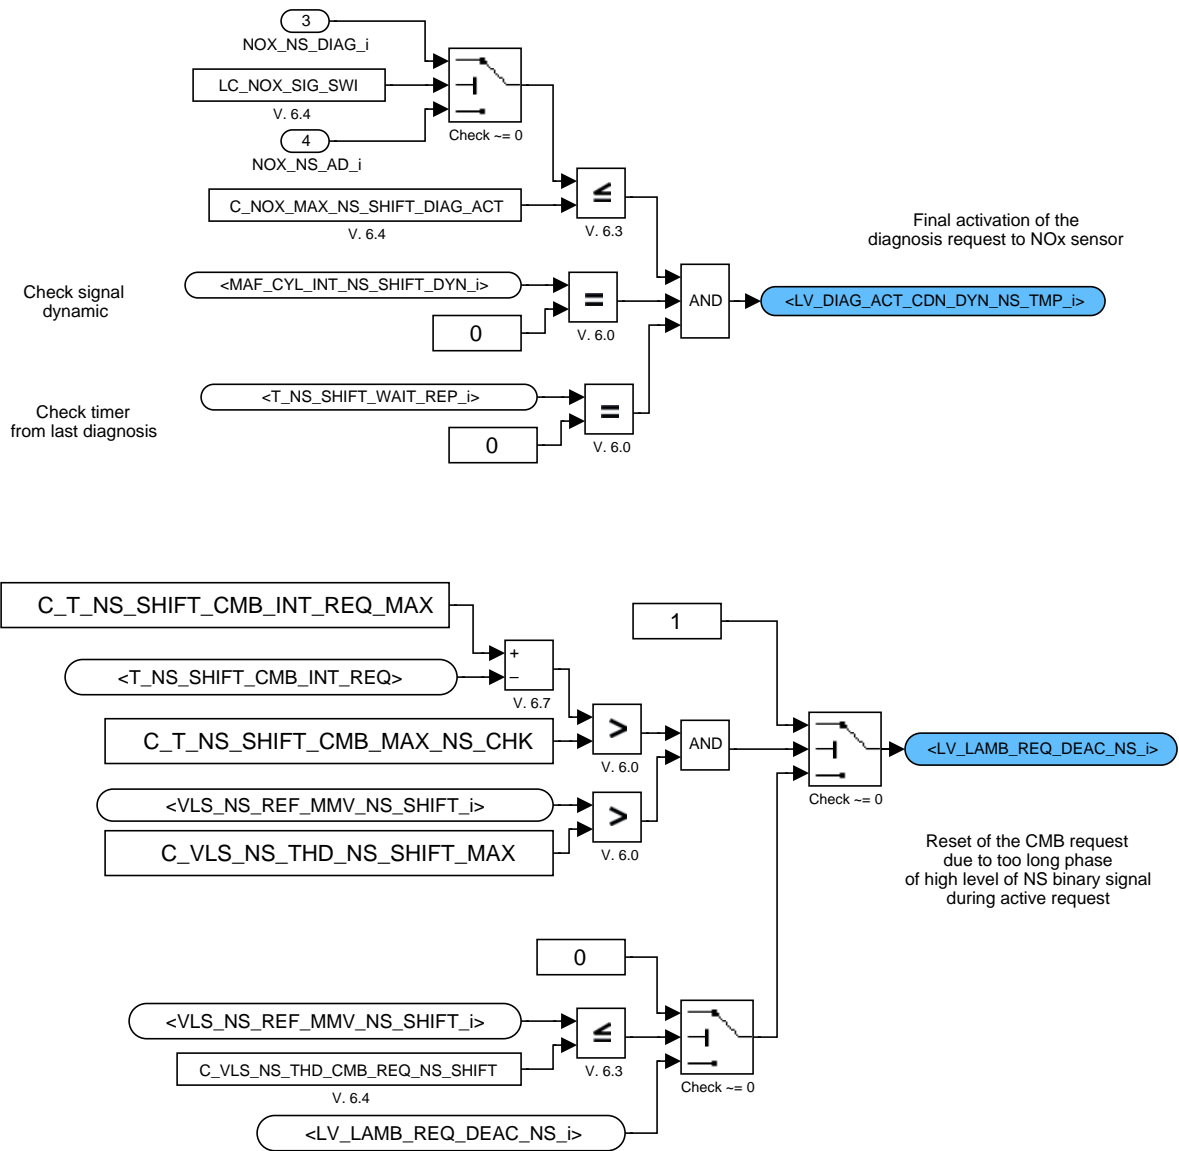 3
NOX_NS_DIAG_i
LC_NOX_SIG_SWI
V. 6.4
4
NOX_NS_AD_i
Check ~= 0
C_NOX_MAX_NS_SHIFT_DIAG_ACT
V. 6.4
≤
V. 6.3
Final activation of the
diagnosis request to NOx sensor
Check signal
dynamic
<MAF_CYL_INT_NS_SHIFT_DYN_i>
0
=
V. 6.0
AND
<LV_DIAG_ACT_CDN_DYN_NS_TMP_i>
Check timer
from last diagnosis
<T_NS_SHIFT_WAIT_REP_i>
0
=
V. 6.0
C_T_NS_SHIFT_CMB_INT_REQ_MAX
<T_NS_SHIFT_CMB_INT_REQ>
+
−
V. 6.7
1
C_T_NS_SHIFT_CMB_MAX_NS_CHK
>
V. 6.0
AND
<VLS_NS_REF_MMV_NS_SHIFT_i>
C_VLS_NS_THD_NS_SHIFT_MAX
>
V. 6.0
Check ~= 0
<LV_LAMB_REQ_DEAC_NS_i>
Reset of the CMB request
due to too long phase
of high level of NS binary signal
during active request
0
<VLS_NS_REF_MMV_NS_SHIFT_i>
C_VLS_NS_THD_CMB_REQ_NS_SHIFT
V. 6.4
≤
V. 6.3
Check ~= 0
<LV_LAMB_REQ_DEAC_NS_i>